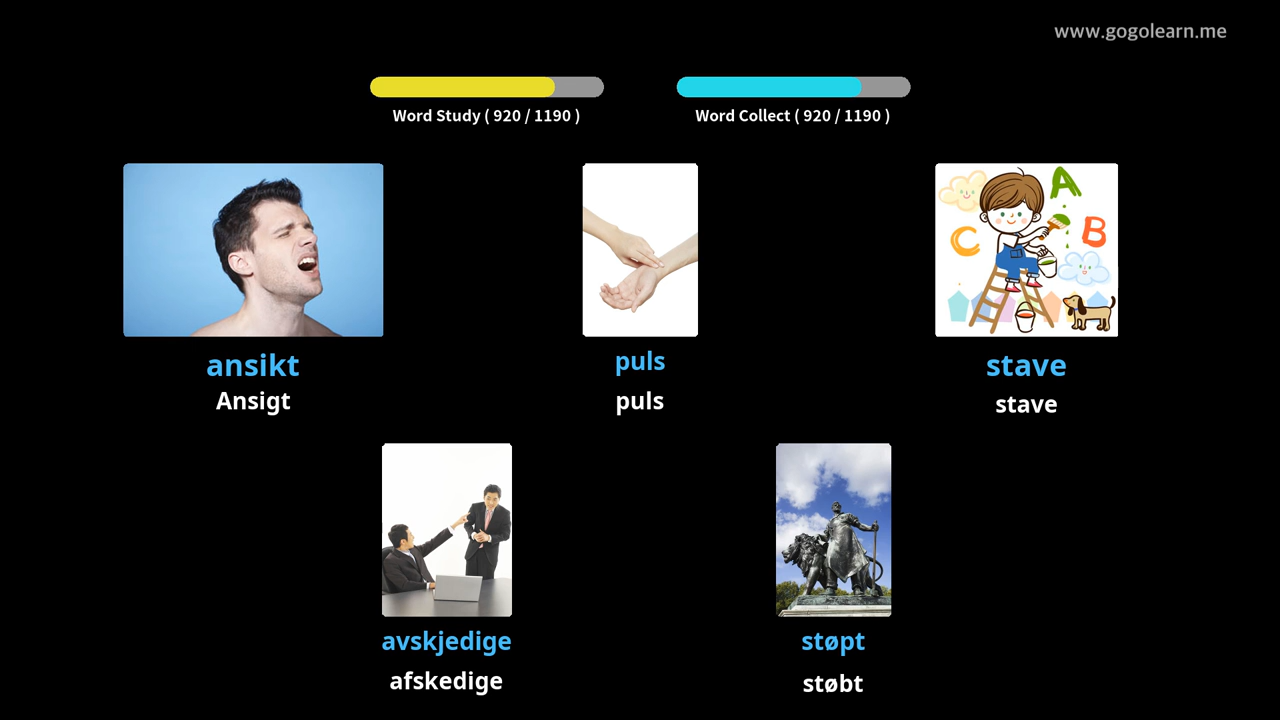 www.gogolearn.me
Word Study ( 920 / 1190 )
Word Collect ( 920 / 1190 )
A
B
C
ansikt
Ansigt
puls
puls
stave
stave
avskjedige
afskedige
støpt
støbt